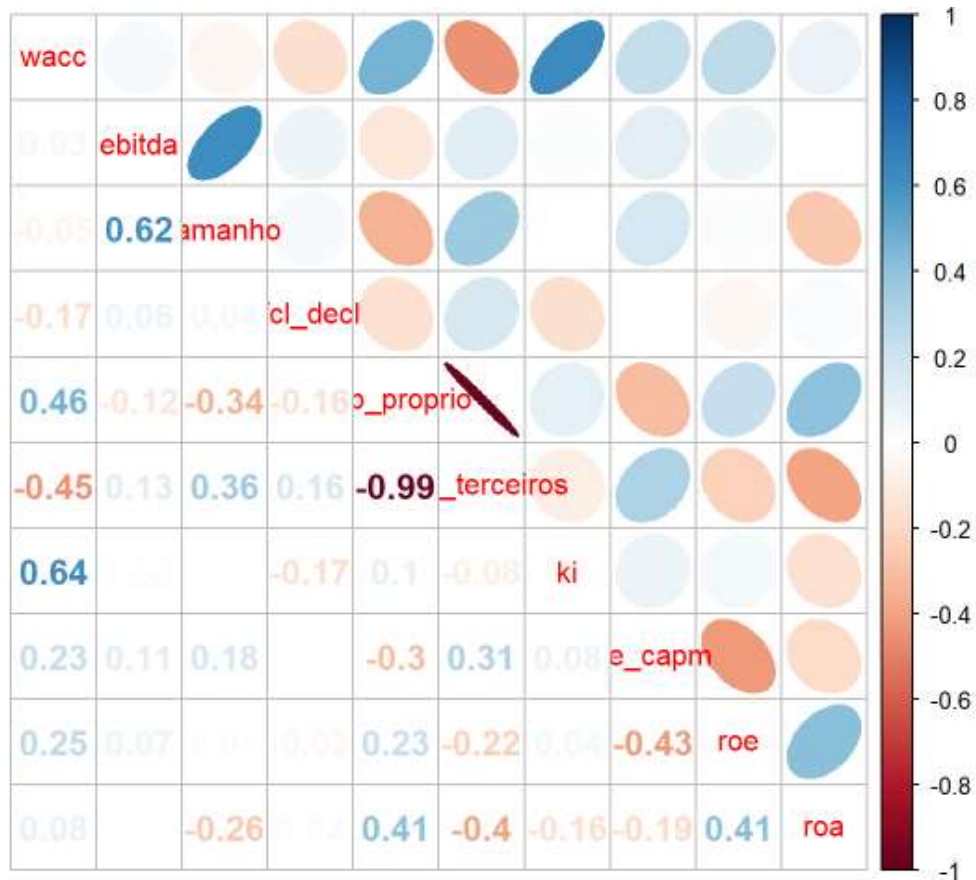 wacc
1
0.8
0.03 ebitda
-0.05 0.62 amanho
0.6
-0.17 0.06 0.04 cl_decl
0.4
0.2
0.46 -0.12 -0.34 -0.16 o_proprio
0
-0.45 0.13 0.36 0.16 -0.99 _terceiros
-0.2
0.64 -0.17 0.1 -0.08 ki
-0.4
0.23 0.11 0.18 -0.3 0.31 0.08 e_capm
-0.6
0.25 0.07 -0.03 0.23 -0.22 0.04 -0.43 roe
-0.8
0.08 -0.26 0.02 0.41 -0.4 -0.16 -0.19 0.41 roa
-1